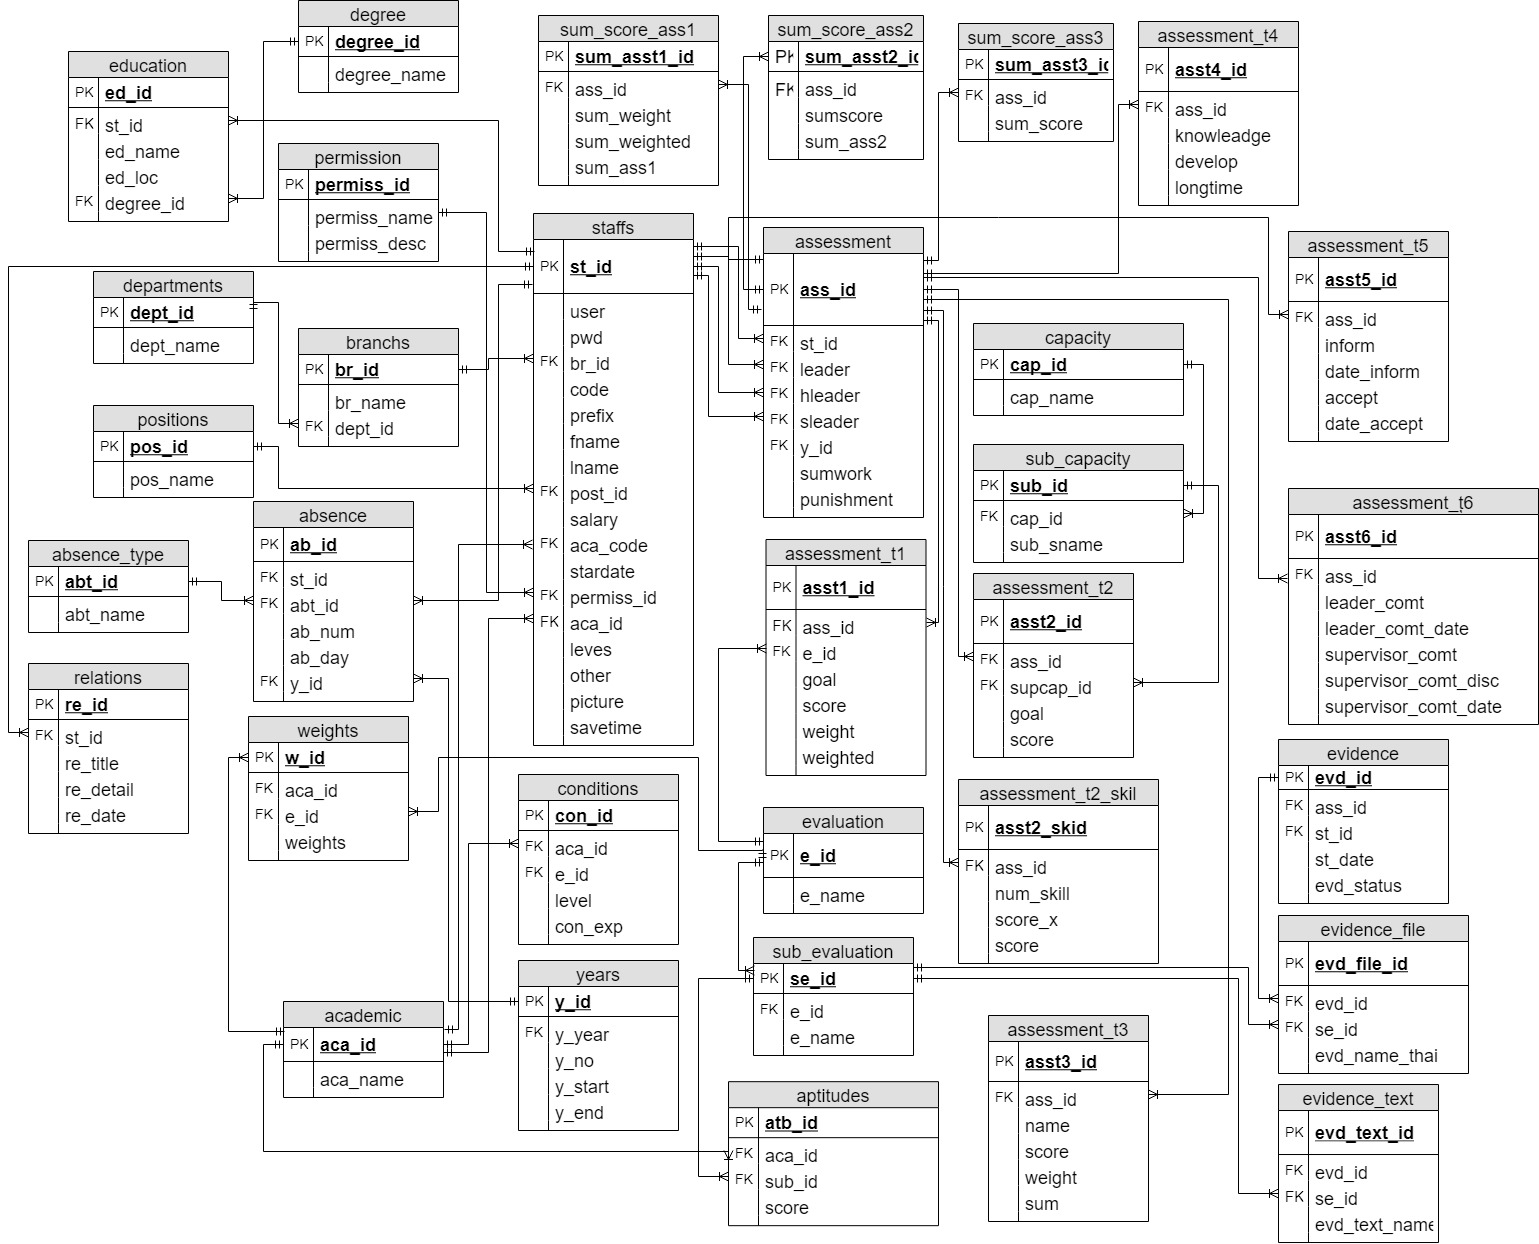 degree
PK degree_id
degree_name
education
PK ed_id
FK st_id
ed_name
ed_loc
FK degree_id
permission
PK permiss_id
permiss_name
permiss_desc
departments
PK dept_id
dept_name
branchs
PK br_id
br_name
FK dept_id
positions
PK pos_id
pos_name
absence
PK ab_id
FK st_id
FK abt_id
ab_num
ab_day
FK y_id
absence_type
PK abt_id
abt_name
relations
PK re_id
FK st_id
re_title
re_detail
re_date
weights
PK w_id
FK aca_id
FK e_id
weights
academic
PK aca_id
aca_name
sum_score_ass1
PK sum_asst1_id
FK ass_id
sum_weight
sum_weighted
sum_ass1
sum_score_ass2
PK sum_asst2_id
FK ass_id
sumscore
sum_ass2
sum_score_ass3
PK sum_asst3_id
FK ass_id
sum_score
assessment_t4
PK asst4_id
FK ass_id
knowleadge
develop
longtime
staffs
PK st_id
user
pwd
FK br_id
code
prefix
fname
lname
FK post_id
salary
FK aca_code
stardate
FK permiss_id
FK aca_id
leves
other
picture
savetime
assessment
PK ass_id
FK st_id
FK leader
FK hleader
FK sleader
FK y_id
sumwork
punishment
assessment_t5
PK asst5_id
FK ass_id
inform
date_inform
accept
date_accept
capacity
PK cap_id
cap_name
sub_capacity
PK sub_id
FK cap_id
sub_sname
assessment_t1
PK asst1_id
FK ass_id
FK e_id
goal
score
weight
weighted
assessment_t2
PK asst2_id
FK ass_id
FK supcap_id
goal
score
assessment_t6
PK asst6_id
FK ass_id
leader_comt
leader_comt_date
supervisor_comt
supervisor_comt_disc
supervisor_comt_date
conditions
PK con_id
FK aca_id
FK e_id
level
con_exp
years
PK y_id
FK y_year
y_no
y_start
y_end
evaluation
PK e_id
e_name
sub_evaluation
PK se_id
FK e_id
e_name
aptitudes
PK atb_id
FK aca_id
FK sub_id
score
assessment_t2_skil
PK asst2_skid
FK ass_id
num_skill
score_x
score
assessment_t3
PK asst3_id
FK ass_id
name
score
weight
sum
evidence
PK evd_id
FK ass_id
FK st_id
st_date
evd_status
evidence_file
PK evd_file_id
FK evd_id
FK se_id
evd_name_thai
evidence_text
PK evd_text_id
FK evd_id
FK se_id
evd_text_name